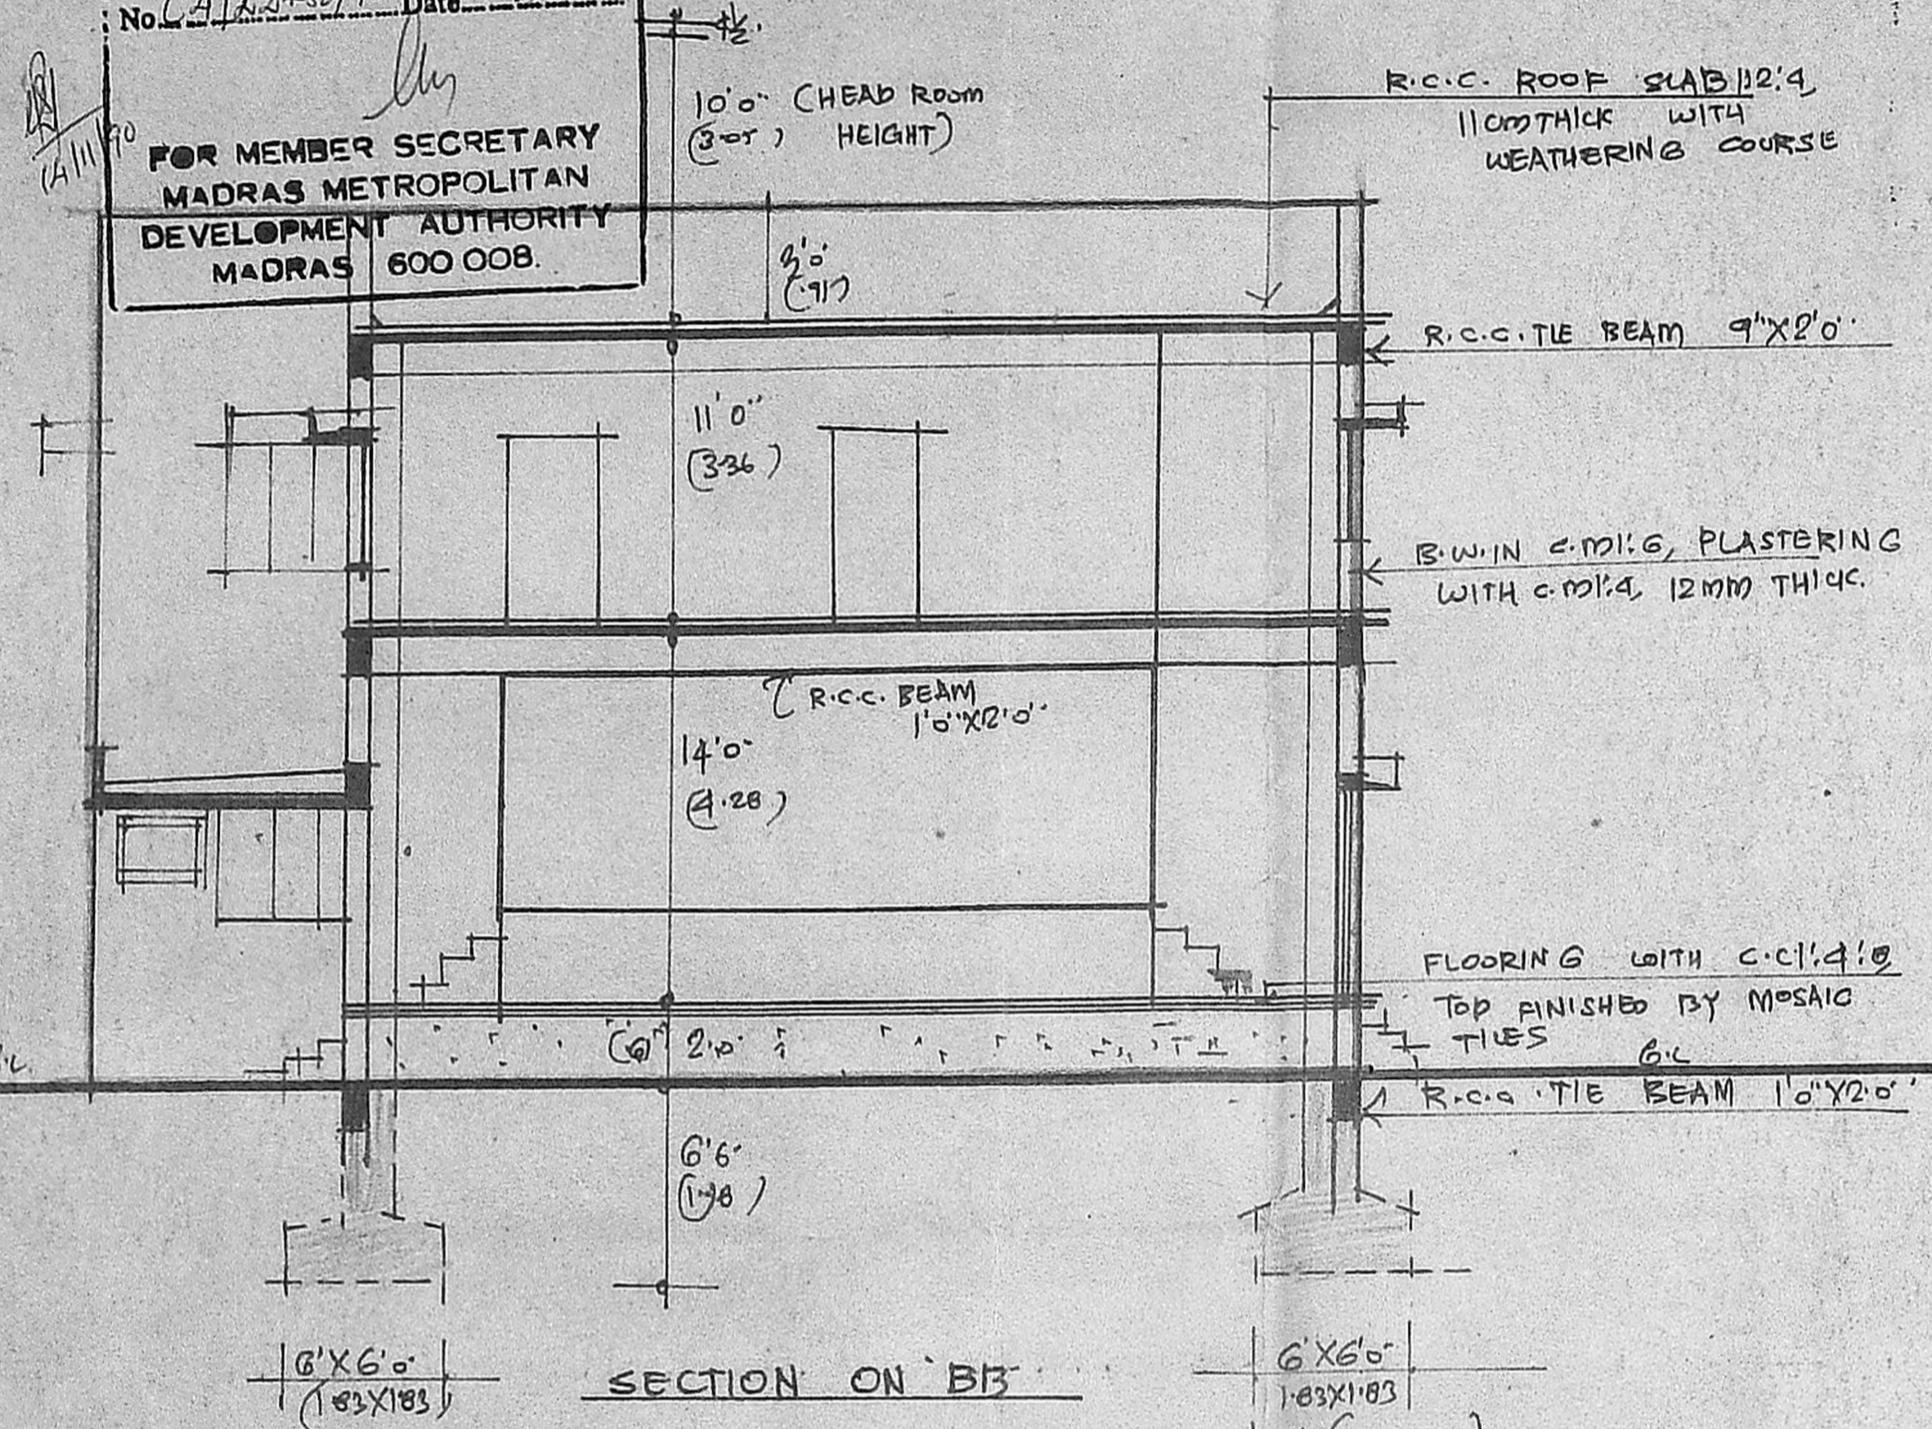 No. Date
4½"
FOR MEMBER SECRETARY
MADRAS METROPOLITAN
DEVELOPMENT AUTHORITY
MADRAS 600 008.
10'0" (HEAD ROOM
(3.05) HEIGHT)
R.C.C. ROOF SLAB 1:2:4,
11cm THICK WITH
WEATHERING COURSE
3'0"
(.91)
R.C.C. TIE BEAM 9"X2'0"
11'0"
(3.36)
B.W. IN C.M 1:6, PLASTERING
WITH C.M 1:4, 12mm THICK.
R.C.C. BEAM
1'0"X2'0"
14'0"
(4.28)
FLOORING WITH C.C 1:4:8,
TOP FINISHED BY MOSAIC
TILES
2'0"
G.L
R.C.C. TIE BEAM 1'0"X2'0"
6'6"
(1.98)
6'X6'0"
(1.83X1.83)
SECTION ON 'BB'
6'X6'0"
1.83X1.83